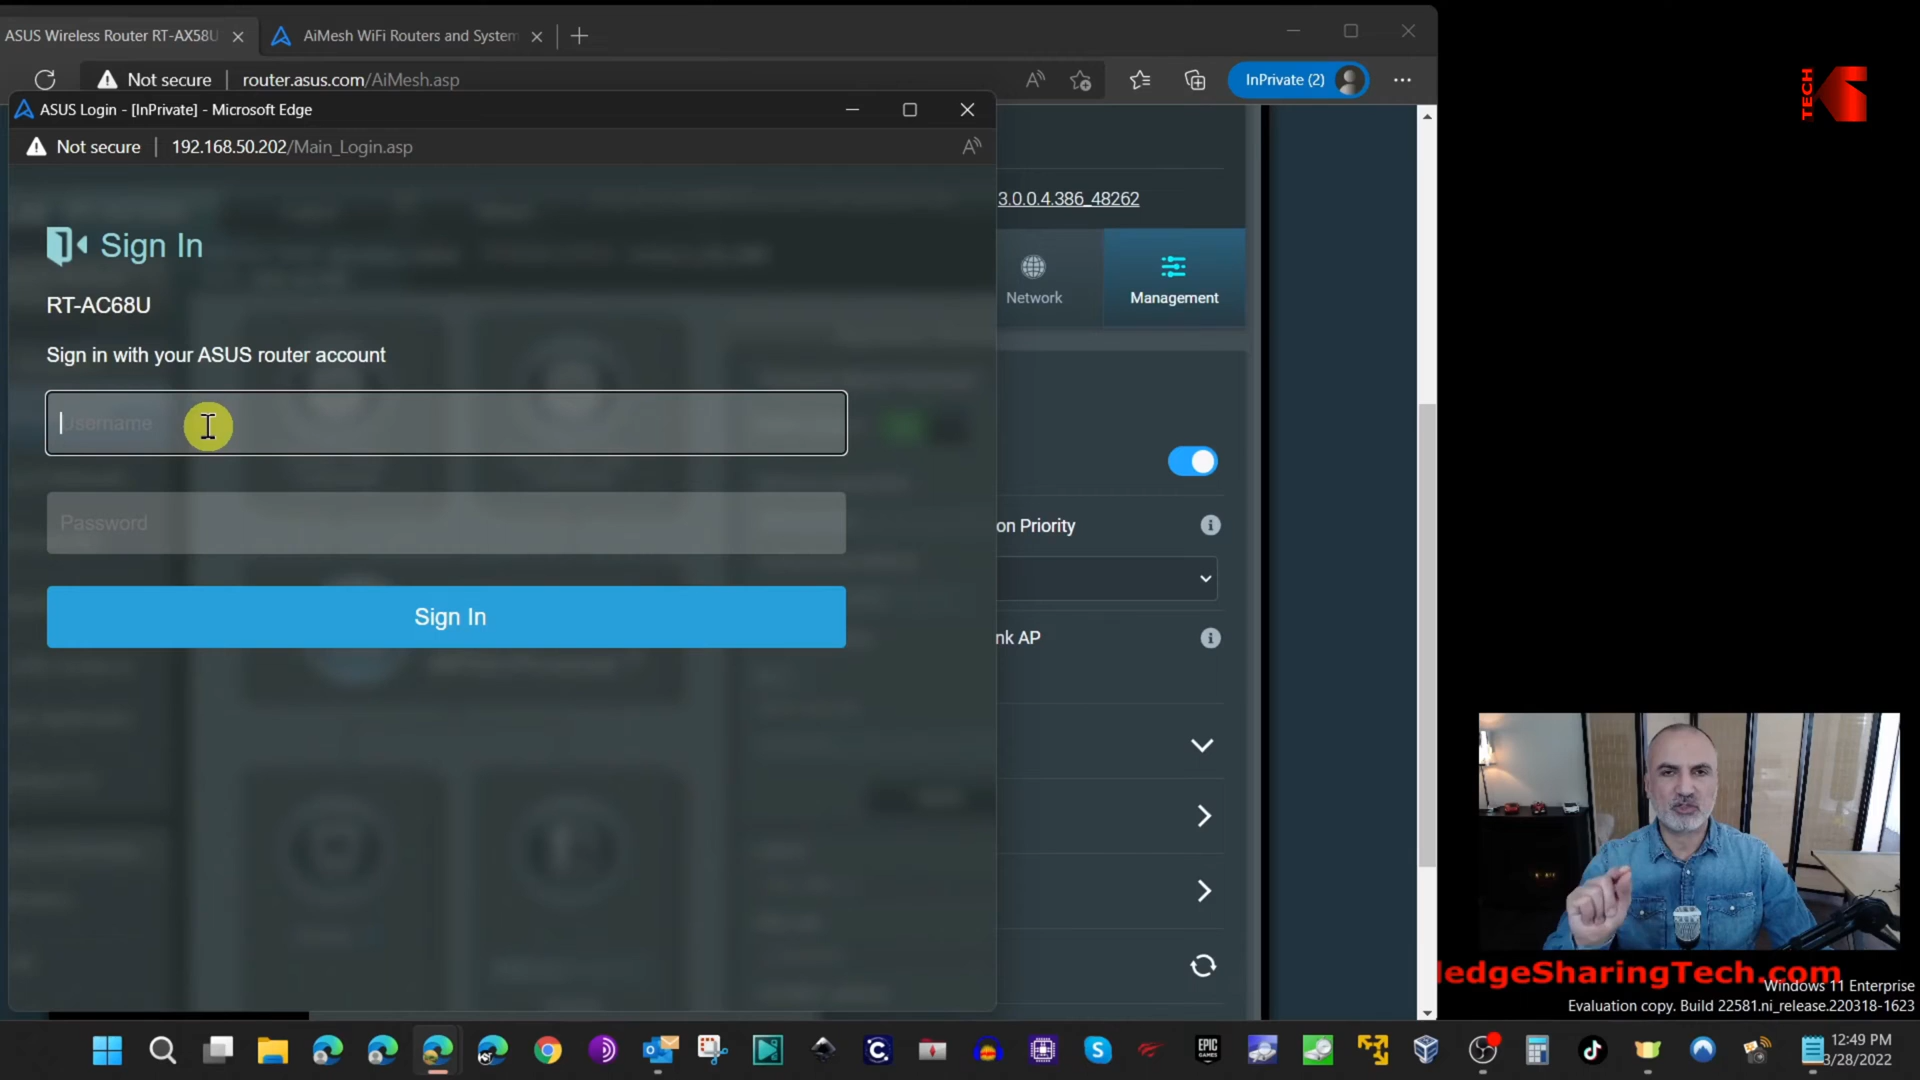 ASUS Wireless Router RT-AX58U
AiMesh WiFi Routers and System
Not secure
router.asus.com/AiMesh.asp
InPrivate (2)
TECH
ASUS Login - [InPrivate] - Microsoft Edge
Not secure
192.168.50.202/Main_Login.asp
3.0.0.4.386_48262
Sign In
Network
Management
RT-AC68U
Sign in with your ASUS router account
Username
on Priority
Password
Sign In
nk AP
ledgeSharingTech.com
Windows 11 Enterprise
Evaluation copy. Build 22581.ni_release.220318-1623
EPIC
GAMES
12:49 PM
3/28/2022